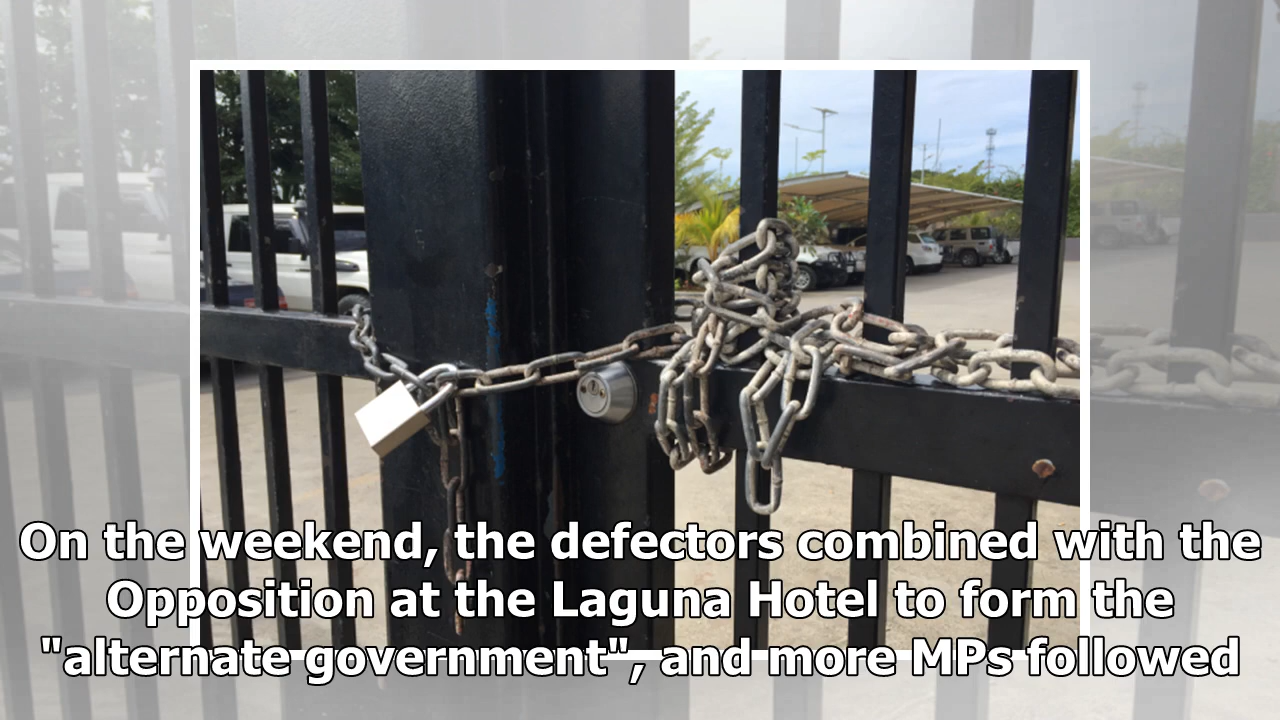 On the weekend, the defectors combined with the
Opposition at the Laguna Hotel to form the
"alternate government", and more MPs followed